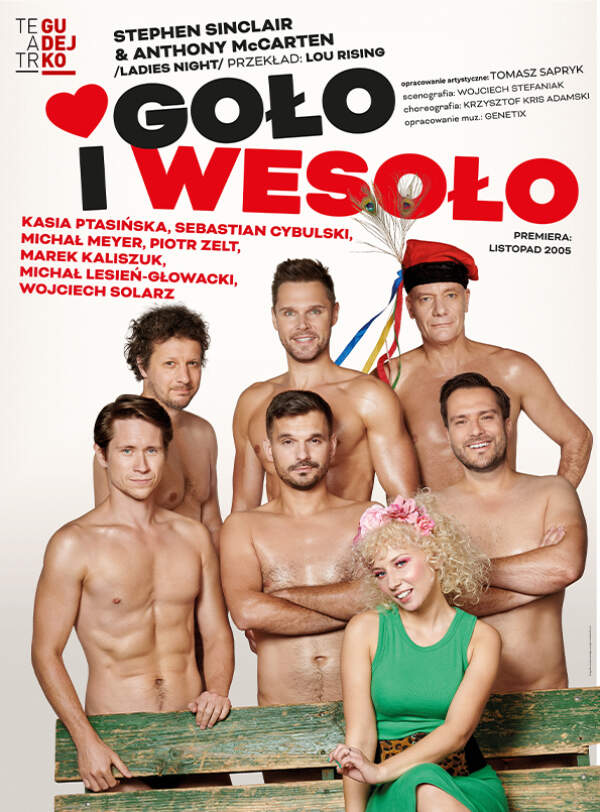 TE GU
A DEJ
TR KO
STEPHEN SINCLAIR
& ANTHONY McCARTEN
/LADIES NIGHT/ PRZEKŁAD: LOU RISING
opracowanie artystyczne: TOMASZ SAPRYK
scenografia: WOJCIECH STEFANIAK
choreografia: KRZYSZTOF KRIS ADAMSKI
opracowanie muz.: GENETIX
GOŁO
I WESOŁO
KASIA PTASIŃSKA, SEBASTIAN CYBULSKI,
MICHAŁ MEYER, PIOTR ZELT,
MAREK KALISZUK,
MICHAŁ LESIEŃ-GŁOWACKI,
WOJCIECH SOLARZ
PREMIERA:
LISTOPAD 2005